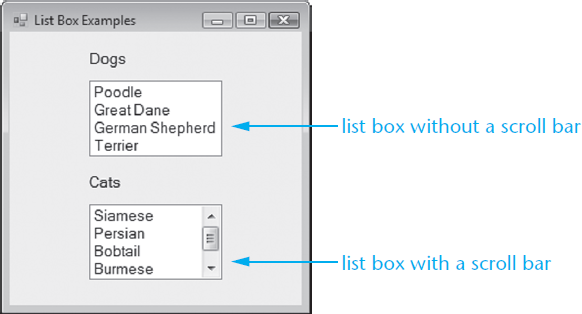 List Box Examples
Dogs
Poodle
Great Dane
German Shepherd
Terrier
list box without a scroll bar
Cats
Siamese
Persian
Bobtail
Burmese
list box with a scroll bar